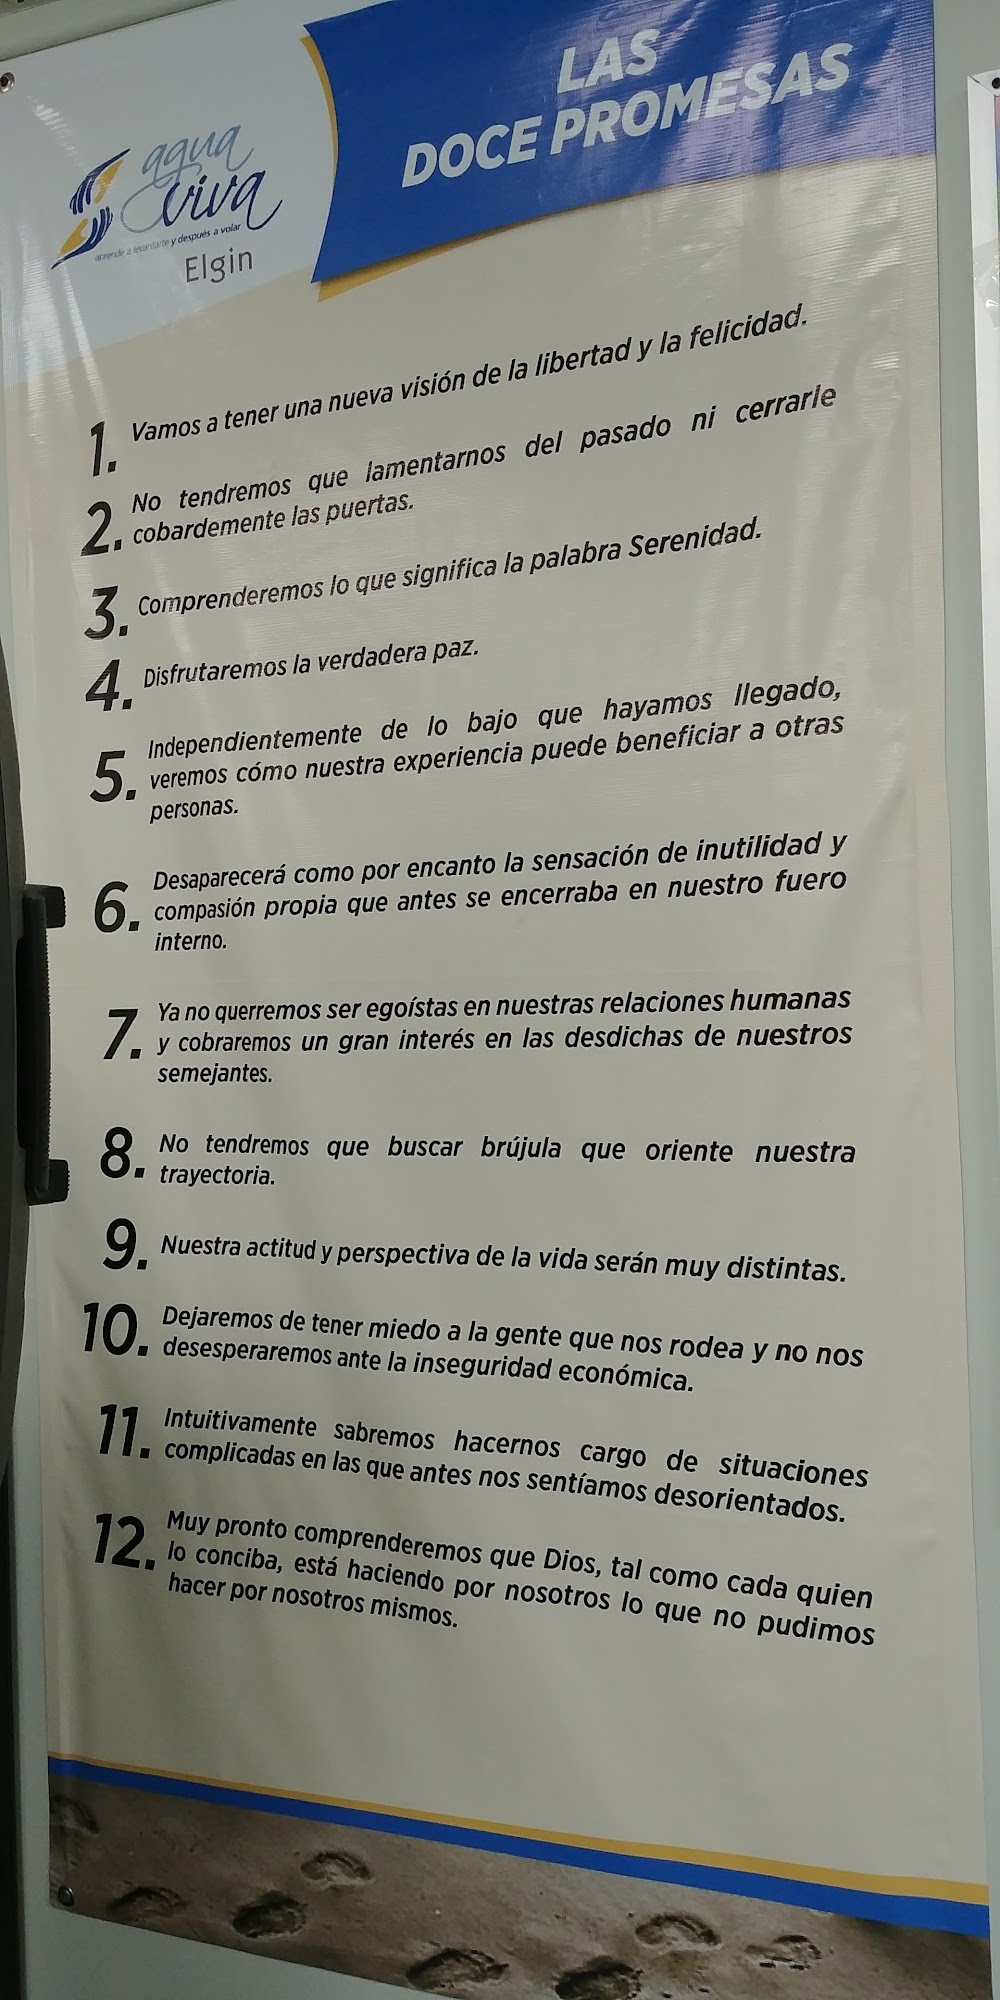 LAS
DOCE PROMESAS
agua
viva
aprende a levantarte y después a volar
Elgin
1. Vamos a tener una nueva visión de la libertad y la felicidad.
2. No tendremos que lamentarnos del pasado ni cerrarle
cobardemente las puertas.
3. Comprenderemos lo que significa la palabra Serenidad.
4. Disfrutaremos la verdadera paz.
5. Independientemente de lo bajo que hayamos llegado,
veremos cómo nuestra experiencia puede beneficiar a otras
personas.
6. Desaparecerá como por encanto la sensación de inutilidad y
compasión propia que antes se encerraba en nuestro fuero
interno.
7. Ya no querremos ser egoístas en nuestras relaciones humanas
y cobraremos un gran interés en las desdichas de nuestros
semejantes.
8. No tendremos que buscar brújula que oriente nuestra
trayectoria.
9. Nuestra actitud y perspectiva de la vida serán muy distintas.
10. Dejaremos de tener miedo a la gente que nos rodea y no nos
desesperaremos ante la inseguridad económica.
11. Intuitivamente sabremos hacernos cargo de situaciones
complicadas en las que antes nos sentíamos desorientados.
12. Muy pronto comprenderemos que Dios, tal como cada quien
lo conciba, está haciendo por nosotros lo que no pudimos
hacer por nosotros mismos.